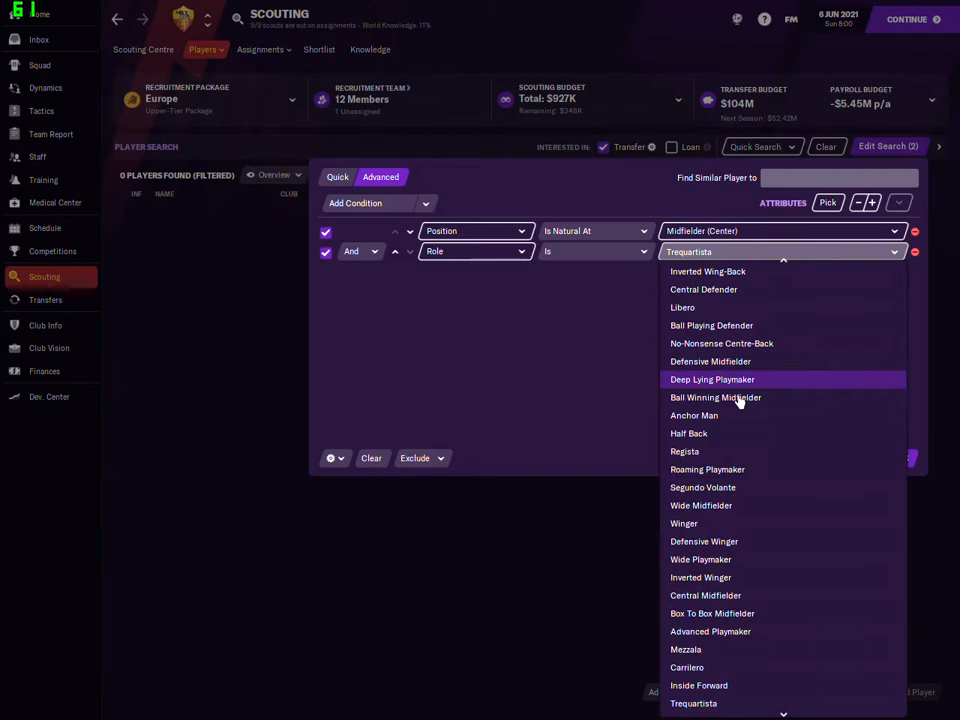 61
Home
SCOUTING
9/9 scouts are out on assignments - World Knowledge: 11%
FM
6 JUN 2021
Sun 8:00
CONTINUE
Inbox
Squad
Dynamics
Tactics
Team Report
Staff
Training
Medical Center
Schedule
Competitions
Scouting
Transfers
Club Info
Club Vision
Finances
Dev. Center
Scouting Centre
Players
Assignments
Shortlist
Knowledge
RECRUITMENT PACKAGE
Europe
Upper-Tier Package
RECRUITMENT TEAM >
12 Members
1 Unassigned
SCOUTING BUDGET
Total: $927K
Remaining: $348K
TRANSFER BUDGET
$104M
Next Season: $52.42M
PAYROLL BUDGET
-$5.45M p/a
PLAYER SEARCH
INTERESTED IN:
Transfer
Loan
Quick Search
Clear
Edit Search (2)
0 PLAYERS FOUND (FILTERED)
Overview
INF
NAME
CLUB
Quick
Advanced
Find Similar Player to
Add Condition
ATTRIBUTES
Pick
Position
Is Natural At
Midfielder (Center)
And
Role
Is
Trequartista
Inverted Wing-Back
Central Defender
Libero
Ball Playing Defender
No-Nonsense Centre-Back
Defensive Midfielder
Deep Lying Playmaker
Ball Winning Midfielder
Anchor Man
Half Back
Regista
Roaming Playmaker
Segundo Volante
Wide Midfielder
Winger
Defensive Winger
Wide Playmaker
Inverted Winger
Central Midfielder
Box To Box Midfielder
Advanced Playmaker
Mezzala
Carrilero
Inside Forward
Trequartista
Clear
Exclude
Ad
Player